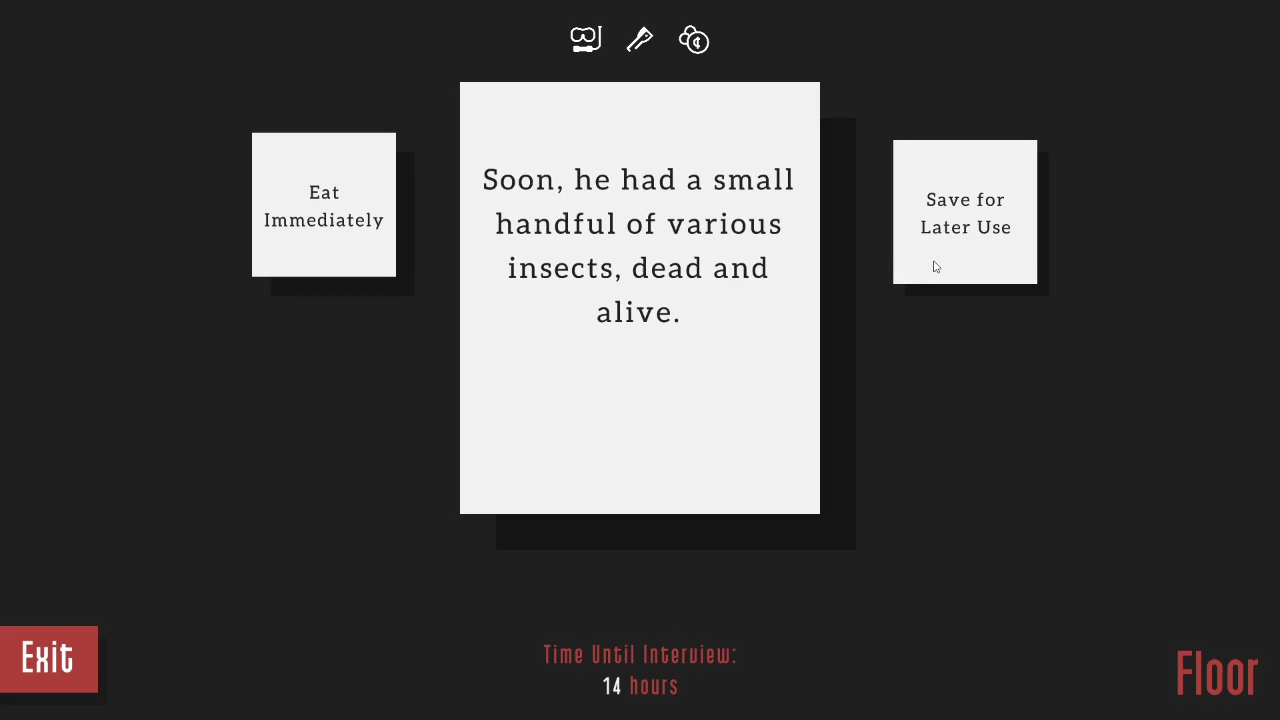 Eat
Immediately
Soon, he had a small
handful of various
insects, dead and
alive.
Save for
Later Use
Exit
Time Until Interview:
14 hours
Floor